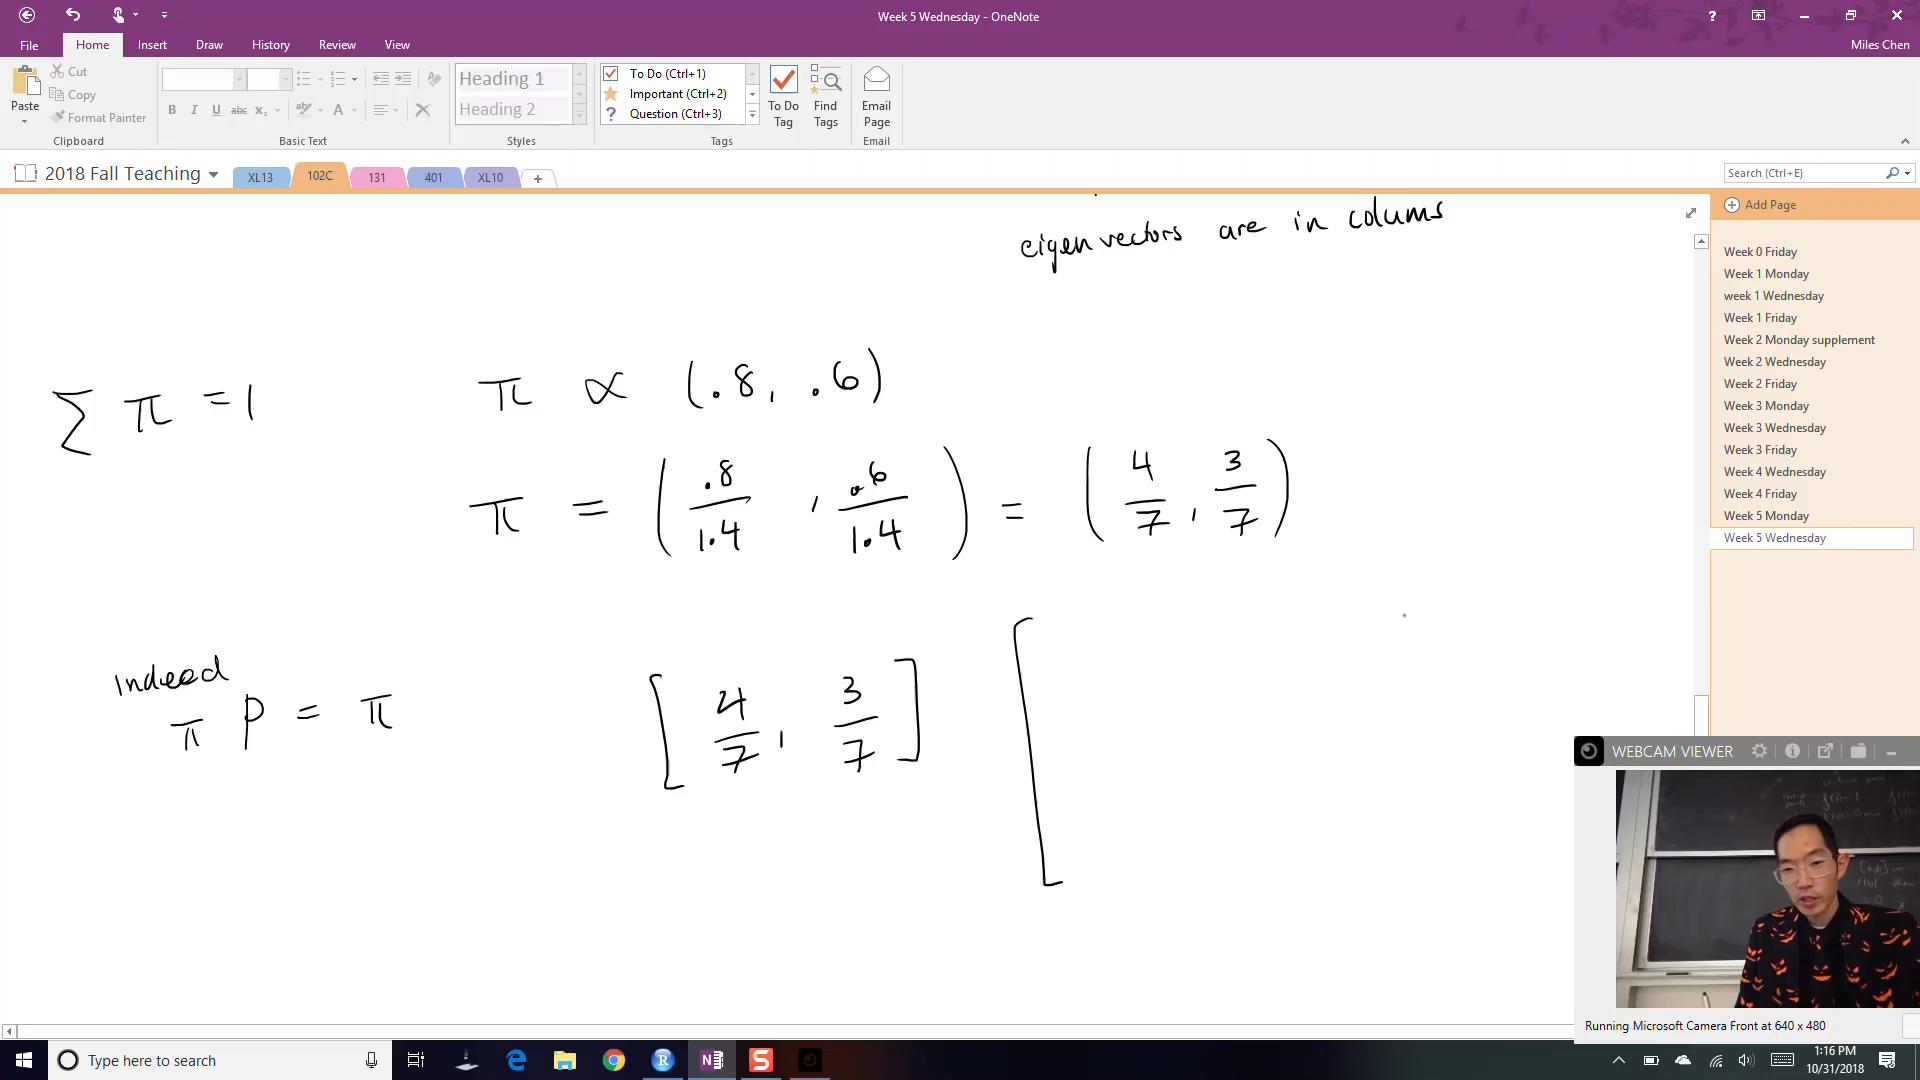 Week 5 Wednesday - OneNote
File Home Insert Draw History Review View Miles Chen
Paste
Cut
Copy
Format Painter
Clipboard
B I U abc x₂ ab A
Basic Text
Heading 1
Heading 2
Styles
To Do (Ctrl+1)
Important (Ctrl+2)
Question (Ctrl+3)
Tags
To Do Tag
Find Tags
Email Page
Email
2018 Fall Teaching XL13 102C 131 401 XL10 +
Search (Ctrl+E)
Add Page
Week 0 Friday
Week 1 Monday
week 1 Wednesday
Week 1 Friday
Week 2 Monday supplement
Week 2 Wednesday
Week 2 Friday
Week 3 Monday
Week 3 Wednesday
Week 3 Friday
Week 4 Wednesday
Week 4 Friday
Week 5 Monday
Week 5 Wednesday
eigenvectors are in colums
∑ π = 1 π ∝ (.8, .6)
π = (.8/1.4, .6/1.4) = (4/7, 3/7)
indeed
π P = π [4/7, 3/7] [
WEBCAM VIEWER
Running Microsoft Camera Front at 640 x 480
Type here to search
1:16 PM
10/31/2018